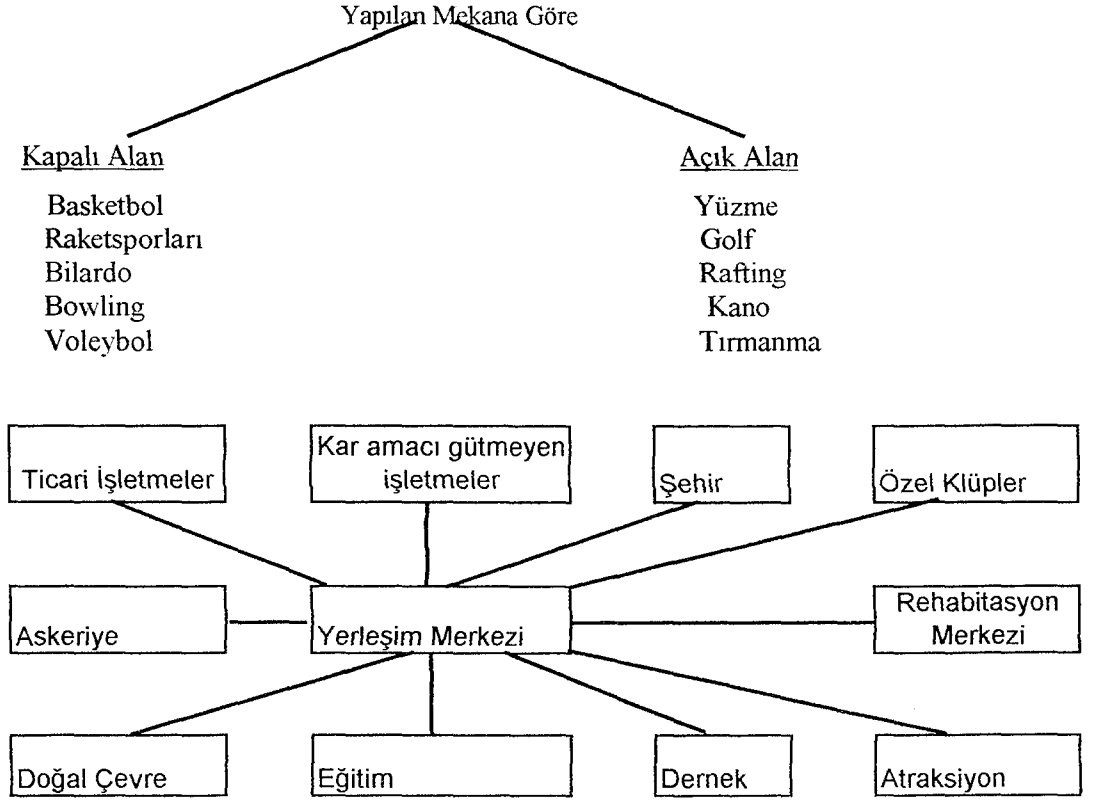 Yapılan Mekana Göre
Kapalı Alan
Basketbol
Raketsporları
Bilardo
Bowling
Voleybol
Açık Alan
Yüzme
Golf
Rafting
Kano
Tırmanma
Ticari İşletmeler
Kar amacı gütmeyen
işletmeler
Şehir
Özel Klüpler
Askeriye
Yerleşim Merkezi
Rehabitasyon
Merkezi
Doğal Çevre
Eğitim
Dernek
Atraksiyon